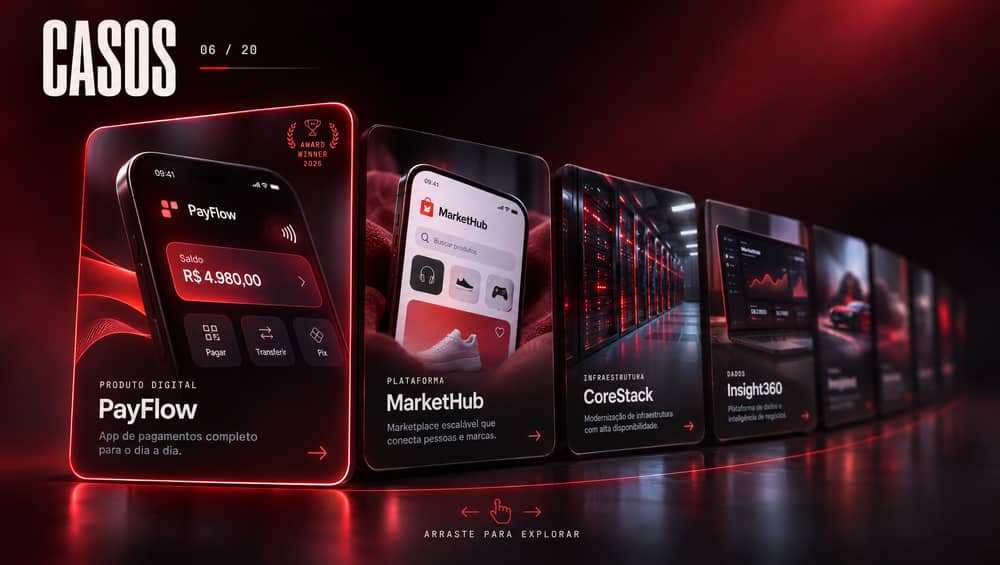 CASOS
06 / 20
AWARD
WINNER
2026
09:41
PayFlow
Saldo
R$ 4.980,00
Pagar
Transferir
Pix
PRODUTO DIGITAL
PayFlow
App de pagamentos completo
para o dia a dia.
09:41
MarketHub
Buscar produtos
PLATAFORMA
MarketHub
Marketplace escalável que
conecta pessoas e marcas.
INFRAESTRUTURA
CoreStack
Modernização de infraestrutura
com alta disponibilidade.
DADOS
Insight360
Plataforma de dados e
inteligência de negócios.
ARRASTE PARA EXPLORAR